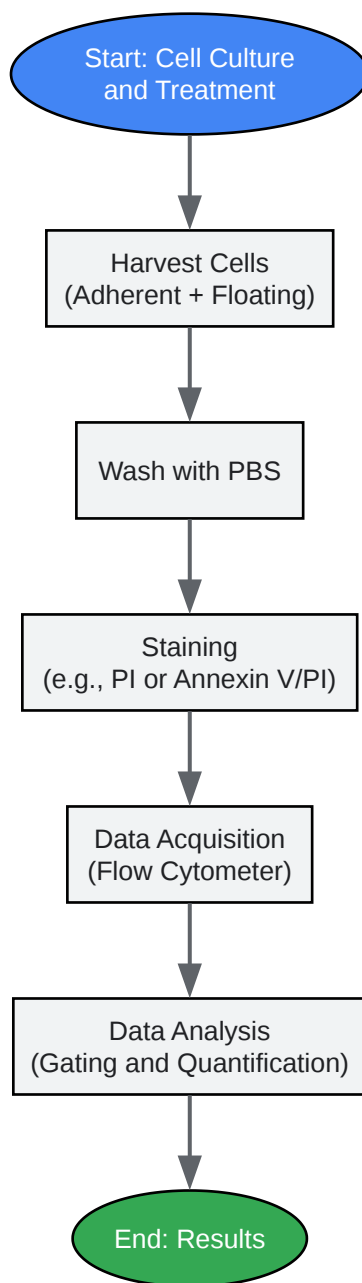 Start: Cell Culture
and Treatment
Harvest Cells
(Adherent + Floating)
Wash with PBS
Staining
(e.g., PI or Annexin V/PI)
Data Acquisition
(Flow Cytometer)
Data Analysis
(Gating and Quantification)
End: Results